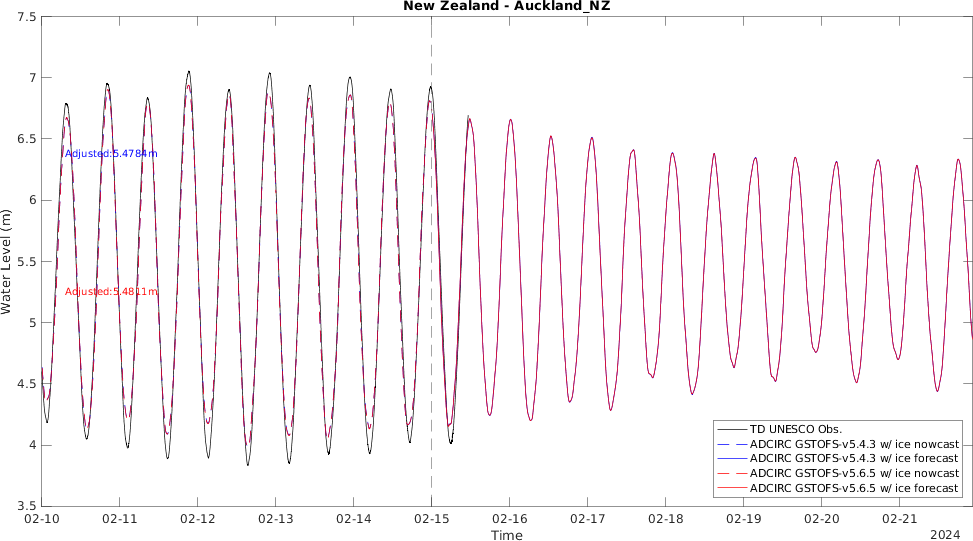 New Zealand - Auckland_NZ
7.5
7
6.5
6
5.5
5
4.5
4
3.5
Water Level (m)
Adjusted:5.4784m
Adjusted:5.4811m
TD UNESCO Obs.
ADCIRC GSTOFS-v5.4.3 w/ ice nowcast
ADCIRC GSTOFS-v5.4.3 w/ ice forecast
ADCIRC GSTOFS-v5.6.5 w/ ice nowcast
ADCIRC GSTOFS-v5.6.5 w/ ice forecast
02-10 02-11 02-12 02-13 02-14 02-15 02-16 02-17 02-18 02-19 02-20 02-21
Time
2024